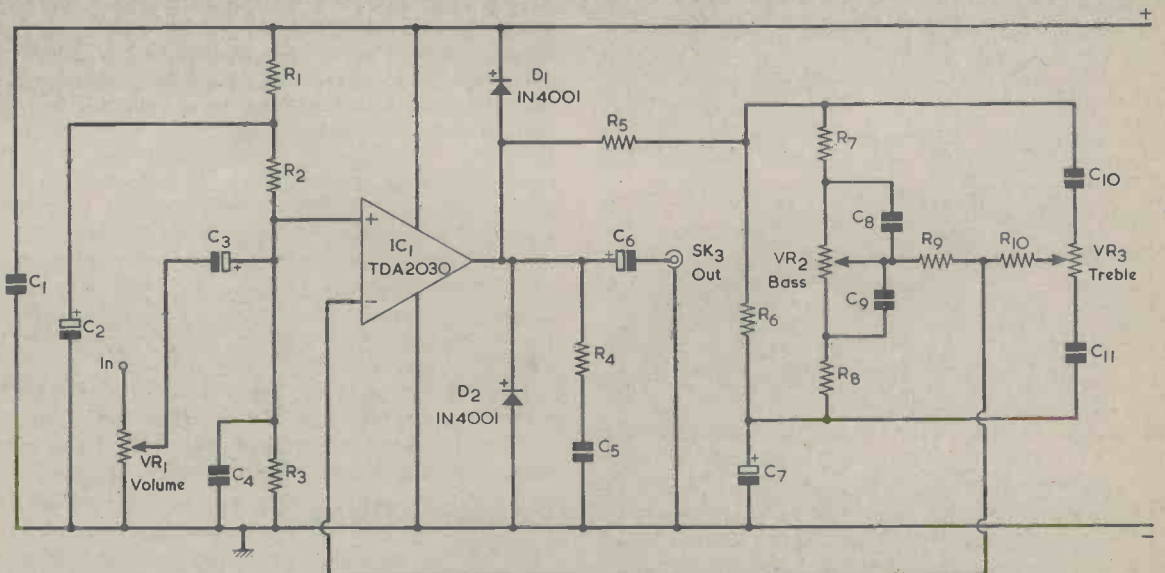 +
R1
D1
1N4001
R5
R7
R2
C10
C8
C3
+
+
IC1
TDA2030
−
C6
+
SK3
Out
R9
R10
VR2
Bass
VR3
Treble
C1
+
C2
C9
R6
In
R4
C11
D2
1N4001
R8
VR1
Volume
C4
R3
C5
+
C7
−